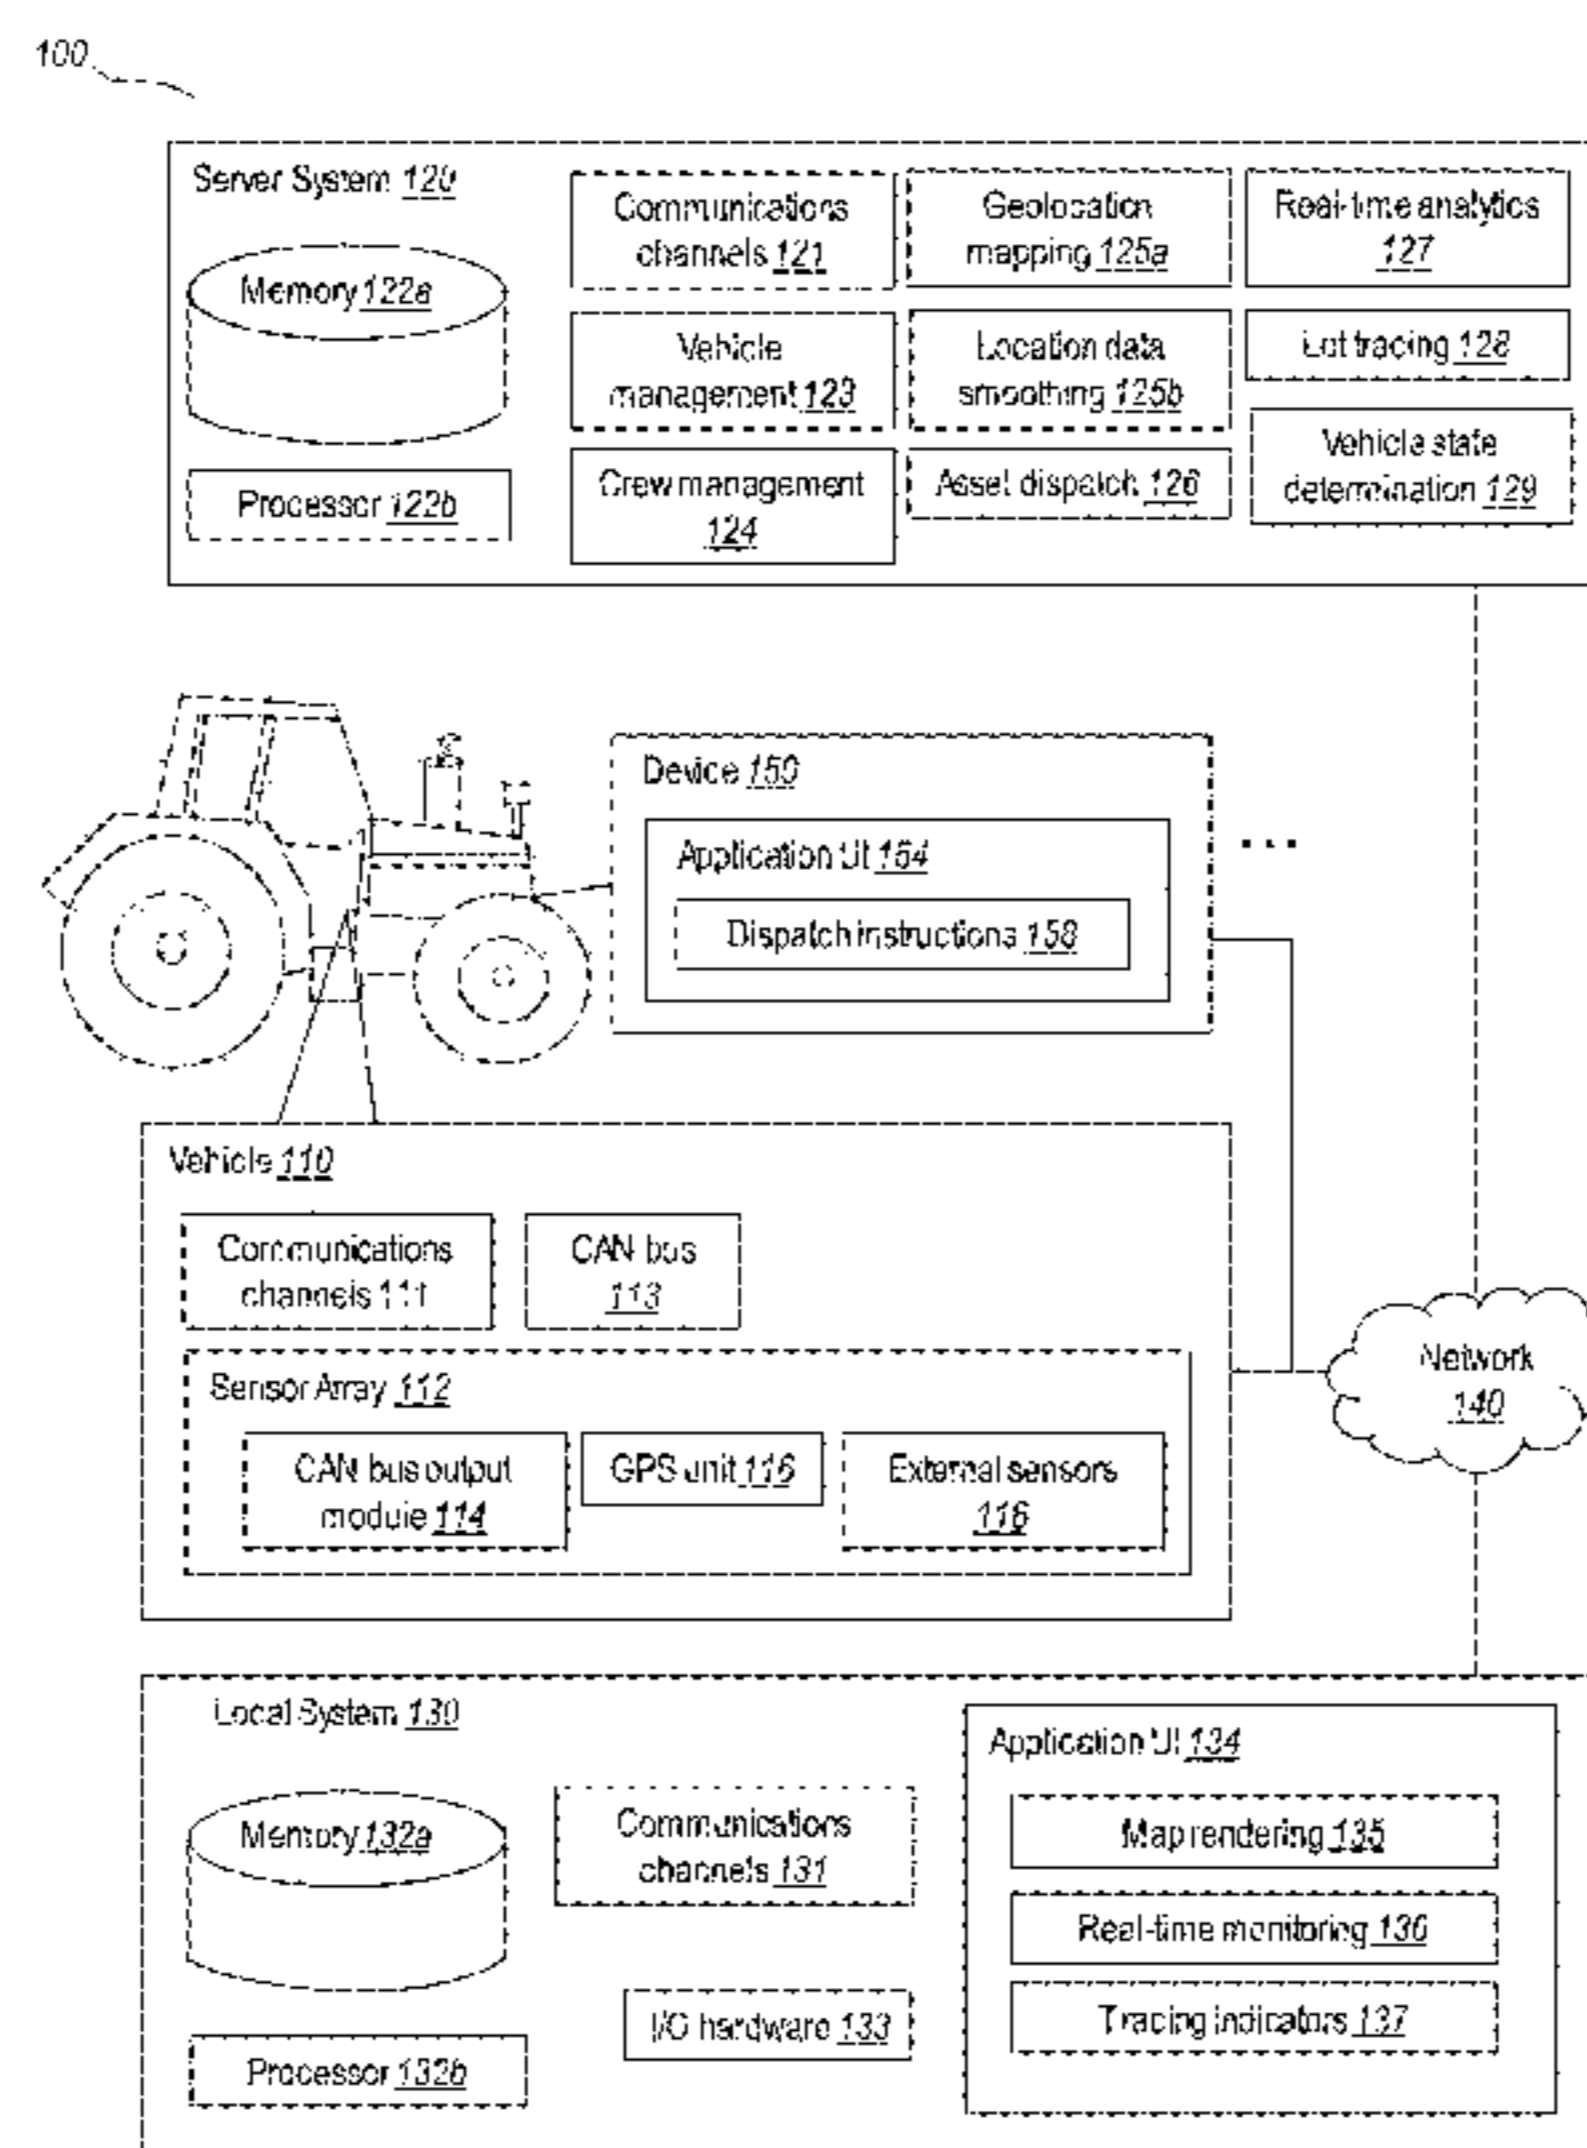 100
Server System 120
Memory 122a
Processor 122b
Communications
channels 121
Vehicle
management 123
Crew management
124
Geolocation
mapping 125a
Location data
smoothing 125b
Asset dispatch 126
Real-time analytics
127
Lot tracing 128
Vehicle state
determination 129
Device 150
Application UI 154
Dispatch instructions 158
...
Vehicle 110
Communications
channels 111
CAN bus
113
Sensor Array 112
CAN bus output
module 114
GPS unit 116
External sensors
116
Network
140
Local System 130
Memory 132a
Processor 132b
Communications
channels 131
I/O hardware 133
Application UI 134
Map rendering 135
Real-time monitoring 136
Tracing indicators 137